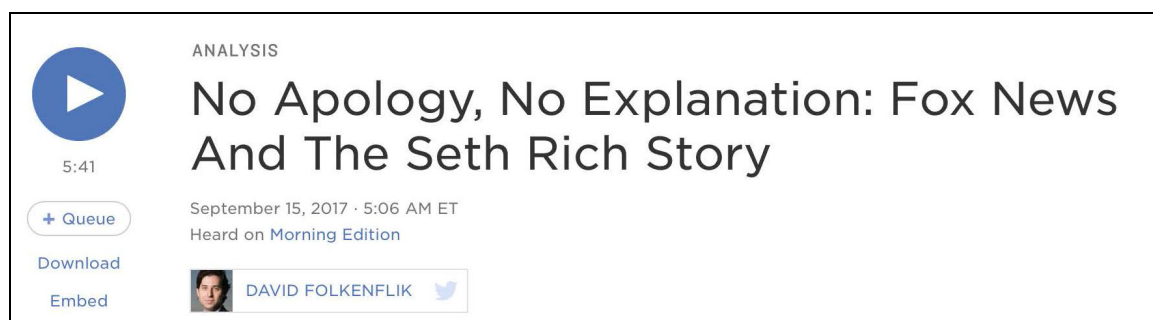 ANALYSIS
No Apology, No Explanation: Fox News
And The Seth Rich Story
5:41
September 15, 2017 · 5:06 AM ET
+ Queue
Heard on Morning Edition
Download
DAVID FOLKENFLIK
Embed